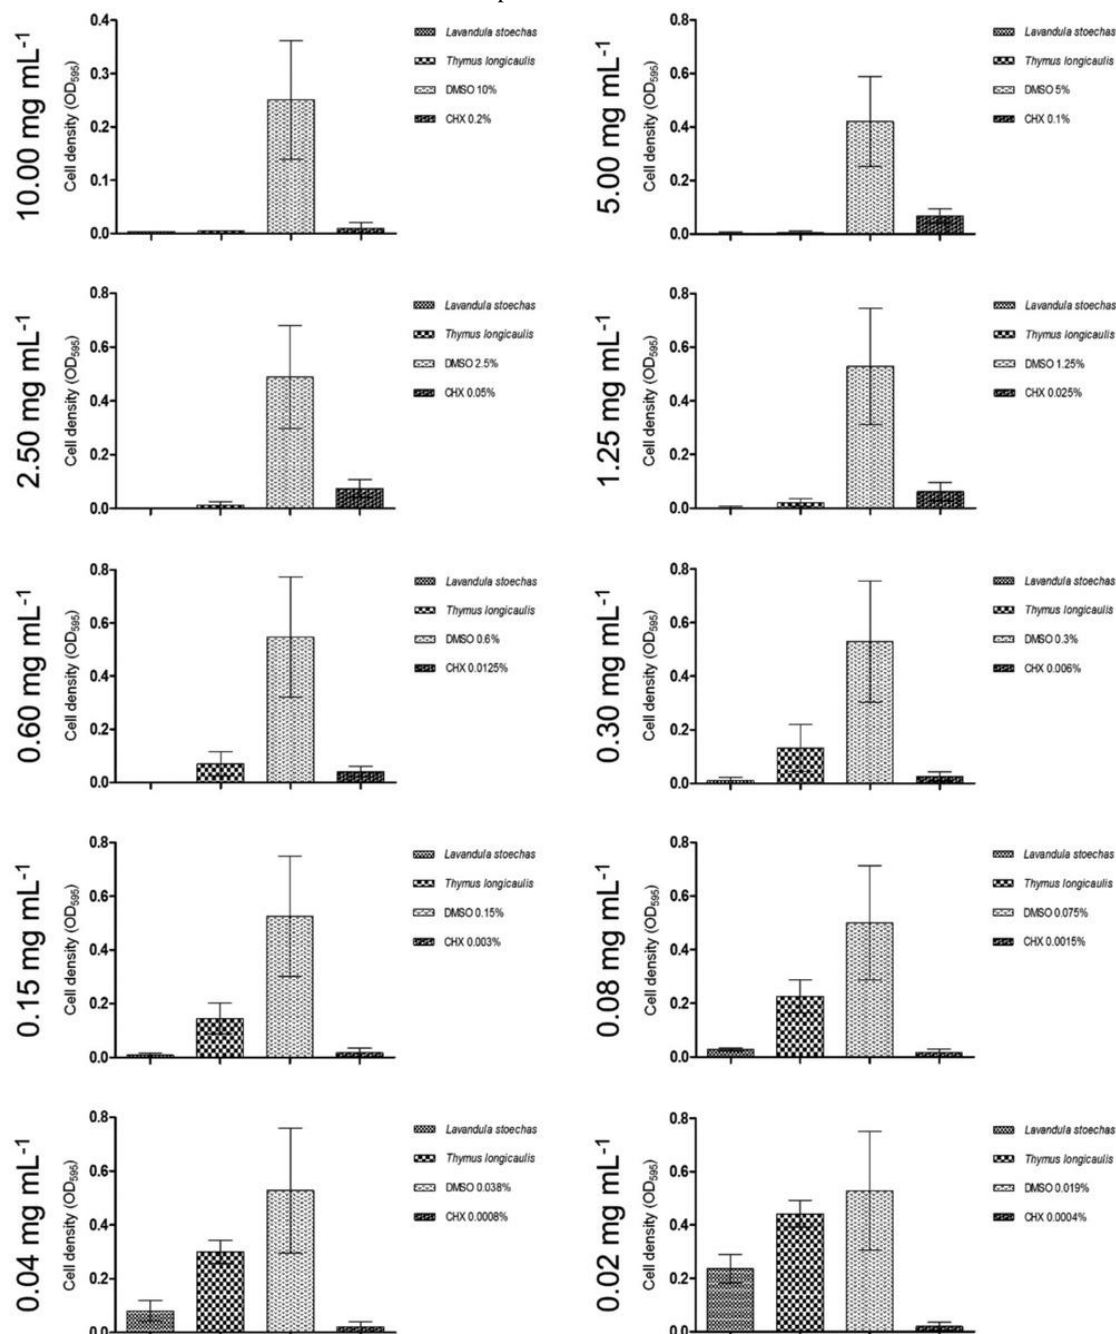 10.00 mg mL-1
Cell density (OD595)
0.4
0.3
0.2
0.1
0.0
Lavandula stoechas
Thymus longicaulis
DMSO 10%
CHX 0.2%
5.00 mg mL-1
Cell density (OD595)
0.8
0.6
0.4
0.2
0.0
Lavandula stoechas
Thymus longicaulis
DMSO 5%
CHX 0.1%
2.50 mg mL-1
Cell density (OD595)
0.8
0.6
0.4
0.2
0.0
Lavandula stoechas
Thymus longicaulis
DMSO 2.5%
CHX 0.05%
1.25 mg mL-1
Cell density (OD595)
0.8
0.6
0.4
0.2
0.0
Lavandula stoechas
Thymus longicaulis
DMSO 1.25%
CHX 0.025%
0.60 mg mL-1
Cell density (OD595)
0.8
0.6
0.4
0.2
0.0
Lavandula stoechas
Thymus longicaulis
DMSO 0.6%
CHX 0.0125%
0.30 mg mL-1
Cell density (OD595)
0.8
0.6
0.4
0.2
0.0
Lavandula stoechas
Thymus longicaulis
DMSO 0.3%
CHX 0.006%
0.15 mg mL-1
Cell density (OD595)
0.8
0.6
0.4
0.2
0.0
Lavandula stoechas
Thymus longicaulis
DMSO 0.15%
CHX 0.003%
0.08 mg mL-1
Cell density (OD595)
0.8
0.6
0.4
0.2
0.0
Lavandula stoechas
Thymus longicaulis
DMSO 0.075%
CHX 0.0015%
0.04 mg mL-1
Cell density (OD595)
0.8
0.6
0.4
0.2
0.0
Lavandula stoechas
Thymus longicaulis
DMSO 0.038%
CHX 0.0008%
0.02 mg mL-1
Cell density (OD595)
0.8
0.6
0.4
0.2
0.0
Lavandula stoechas
Thymus longicaulis
DMSO 0.019%
CHX 0.0004%